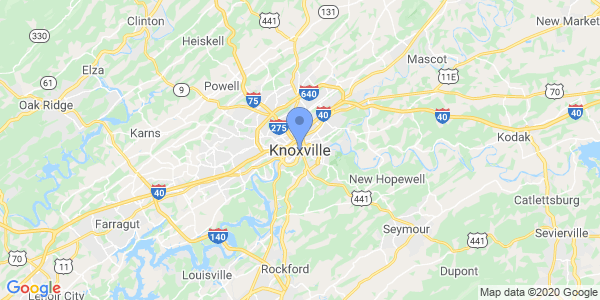 441
131
New Market
Clinton
330
Heiskell
Mascot
Elza
11E
61
Powell
9
75
640
70
Oak Ridge
40
40
40
Karns
275
Kodak
Knoxville
New Hopewell
40
441
Catlettsburg
Farragut
Seymour
Sevierville
140
441
70
11
Louisville
Rockford
Dupont
Google
Lenoir City
Map data ©2020 Google